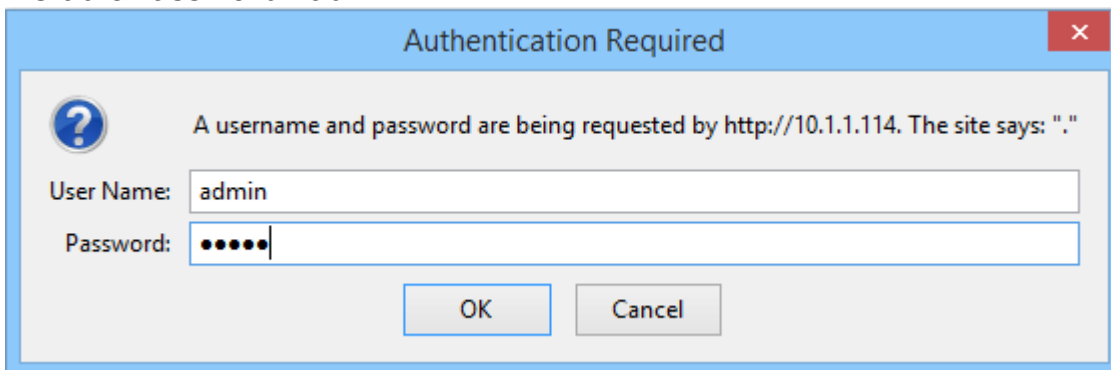 Authentication Required
A username and password are being requested by http://10.1.1.114. The site says: "."
User Name: admin
Password: ●●●●●
OK Cancel